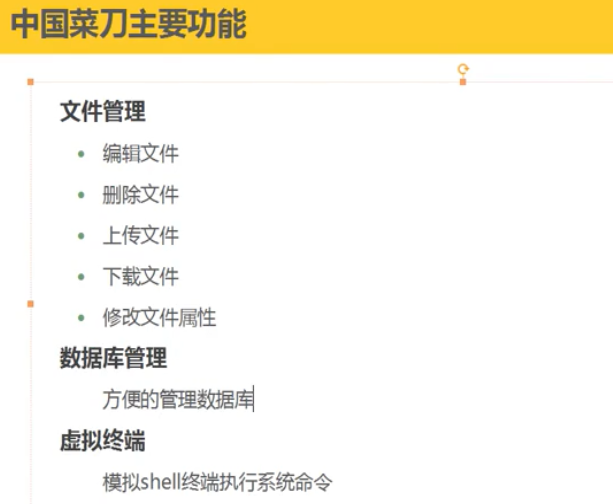 中国菜刀主要功能
文件管理
编辑文件
删除文件
上传文件
下载文件
修改文件属性
数据库管理
方便的管理数据库
虚拟终端
模拟shell终端执行系统命令